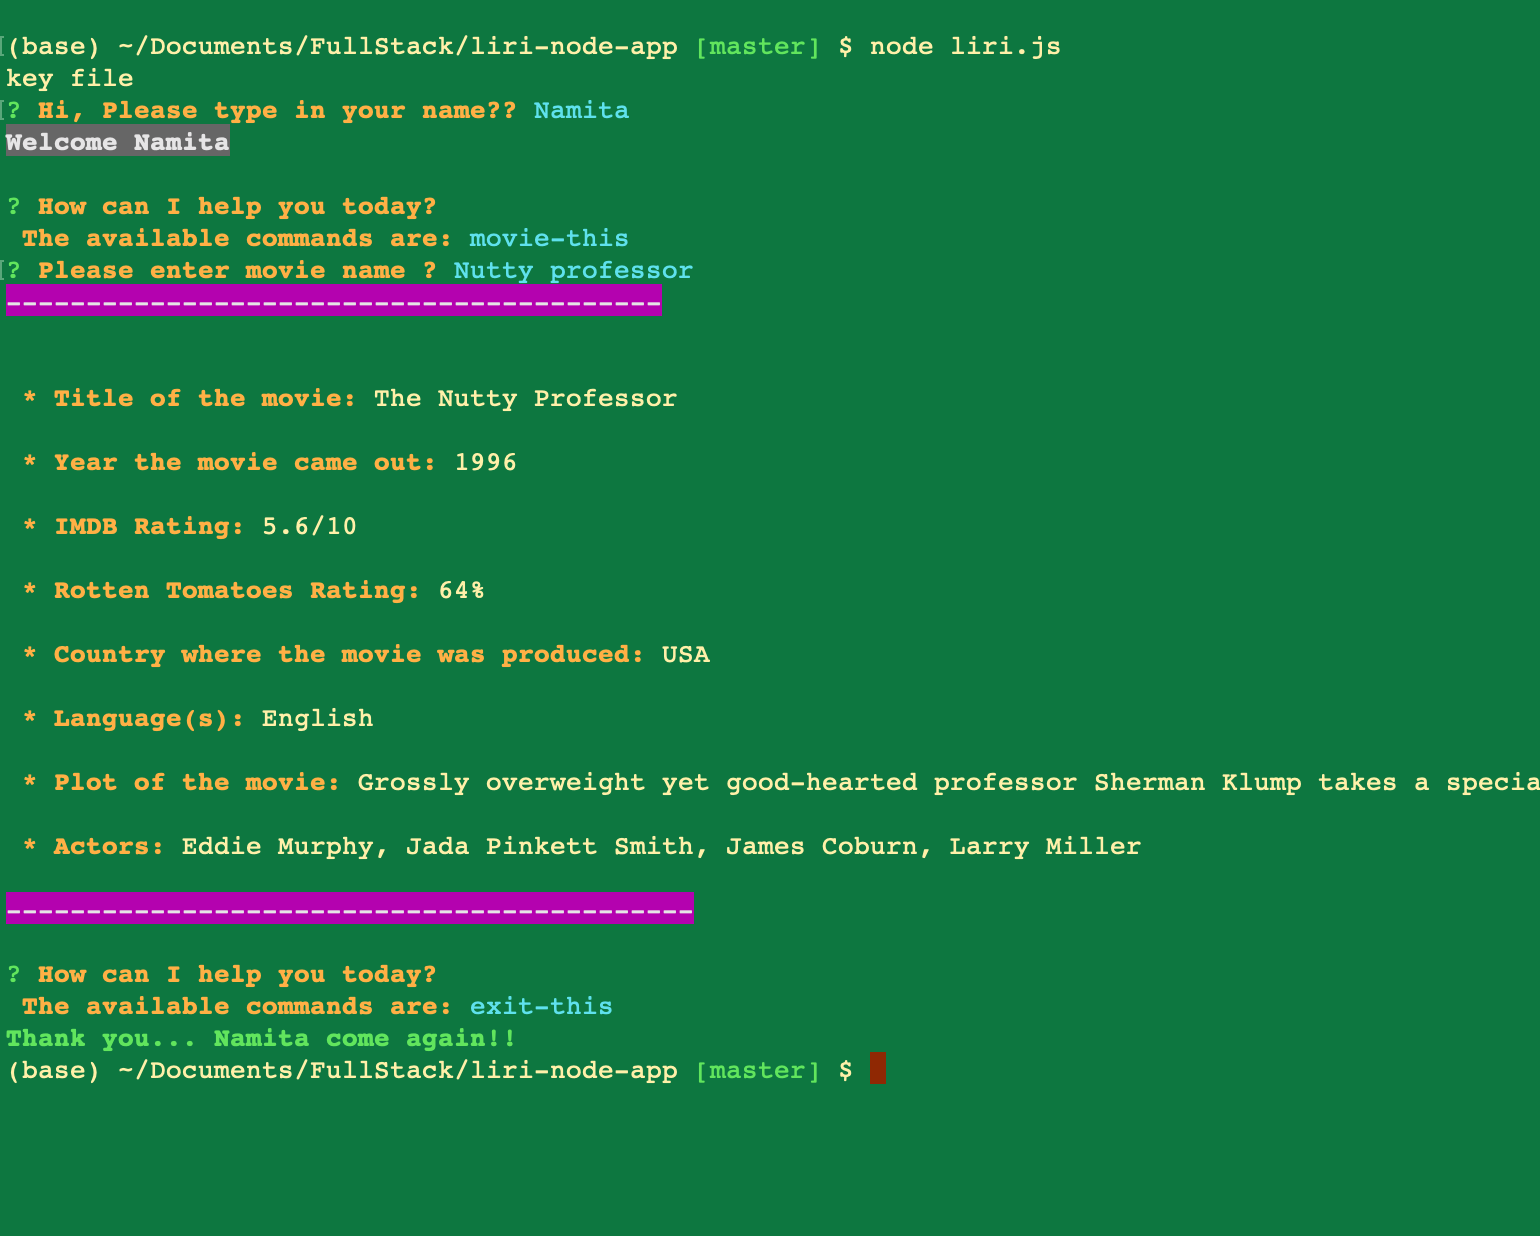 (base) ~/Documents/FullStack/liri-node-app [master] $ node liri.js
key file
? Hi, Please type in your name?? Namita
Welcome Namita
? How can I help you today?
The available commands are: movie-this
? Please enter movie name ? Nutty professor
-----------------------------------------
* Title of the movie: The Nutty Professor
* Year the movie came out: 1996
* IMDB Rating: 5.6/10
* Rotten Tomatoes Rating: 64%
* Country where the movie was produced: USA
* Language(s): English
* Plot of the movie: Grossly overweight yet good-hearted professor Sherman Klump takes a specia
* Actors: Eddie Murphy, Jada Pinkett Smith, James Coburn, Larry Miller
-------------------------------------------
? How can I help you today?
The available commands are: exit-this
Thank you... Namita come again!!
(base) ~/Documents/FullStack/liri-node-app [master] $